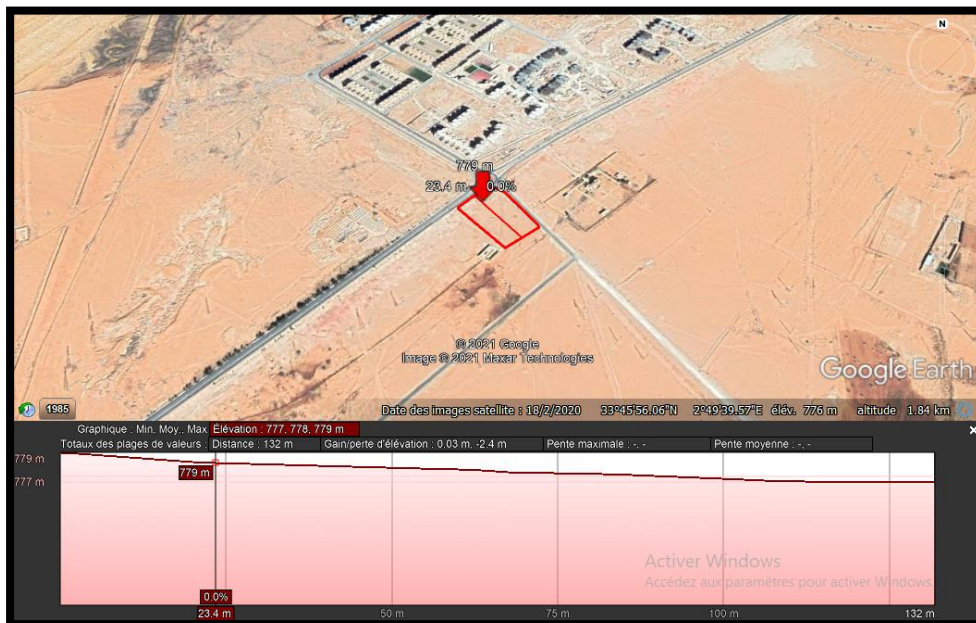 N
779 m
23.4 m 0.0%
© 2021 Google
Image © 2021 Maxar Technologies
Google Earth
1985
Date des images satellite : 18/2/2020 33°45'56.06"N 2°49'39.57"E élév. 776 m altitude 1.84 km
Graphique : Min. Moy., Max. Élévation : 777, 778, 779 m
Totaux des plages de valeurs : Distance : 132 m Gain/perte d'élévation : 0.03 m, -2.4 m Pente maximale : -, - Pente moyenne : -, -
779 m
779 m
777 m
Activer Windows
Accédez aux paramètres pour activer Windows.
0.0%
23.4 m 50 m 75 m 100 m 132 m